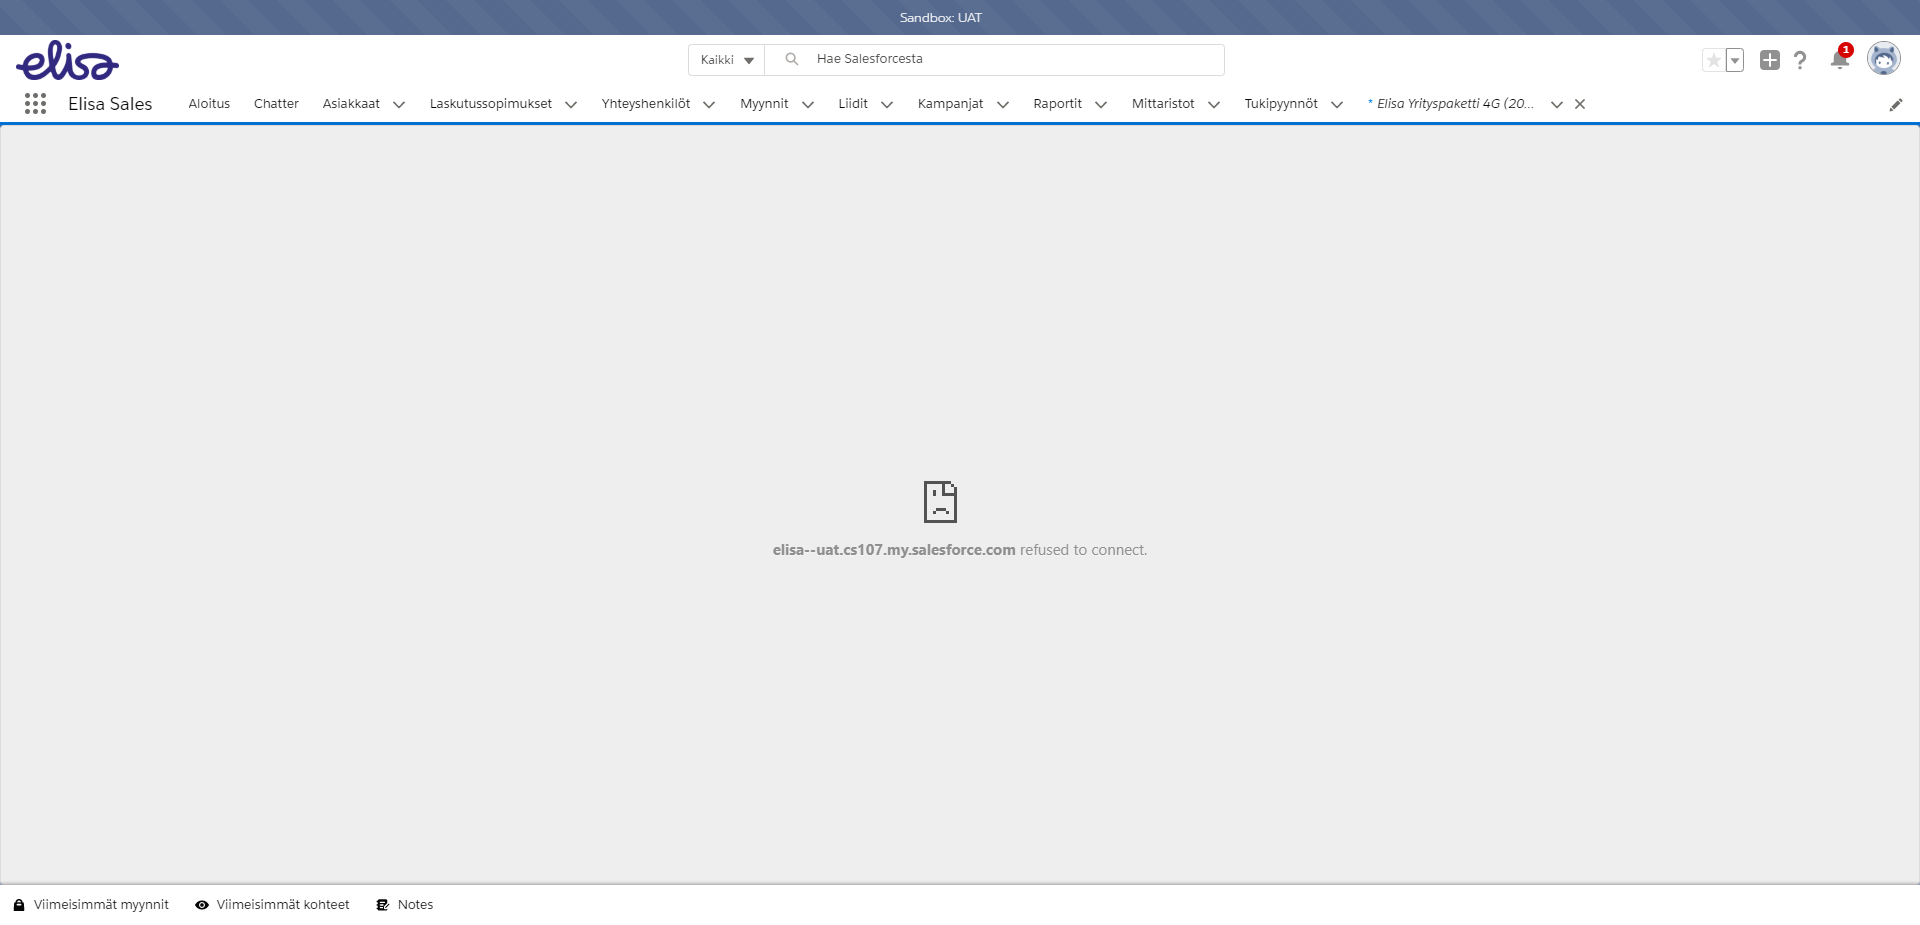 Sandbox: UAT
elisa
Kaikki
Hae Salesforcesta
1
Elisa Sales
Aloitus
Chatter
Asiakkaat
Laskutussopimukset
Yhteyshenkilöt
Myynnit
Liidit
Kampanjat
Raportit
Mittaristot
Tukipyynnöt
* Elisa Yrityspaketti 4G (20...
elisa--uat.cs107.my.salesforce.com refused to connect.
Viimeisimmät myynnit
Viimeisimmät kohteet
Notes